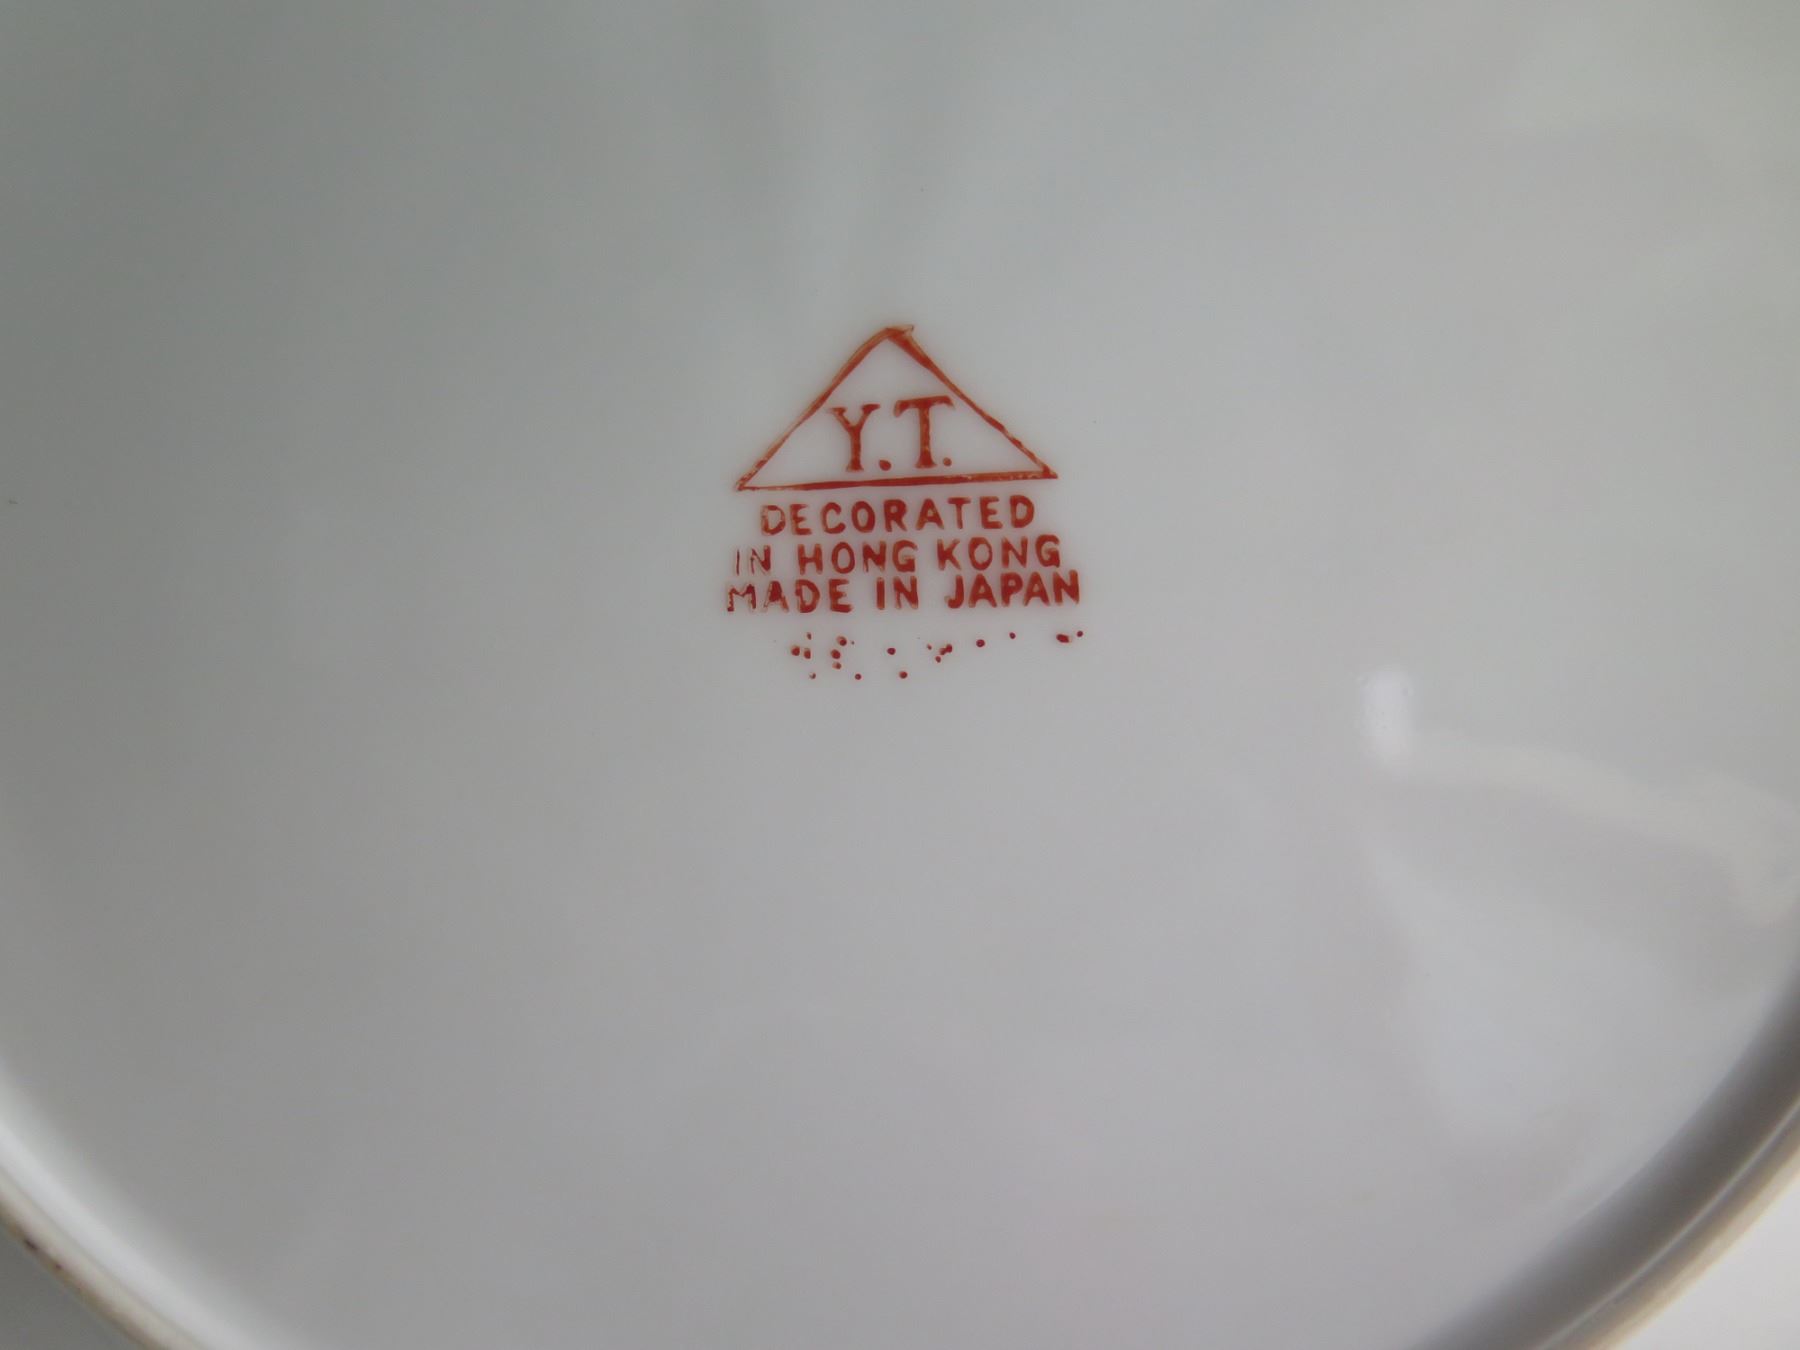 Y.T.
DECORATED
IN HONG KONG
MADE IN JAPAN